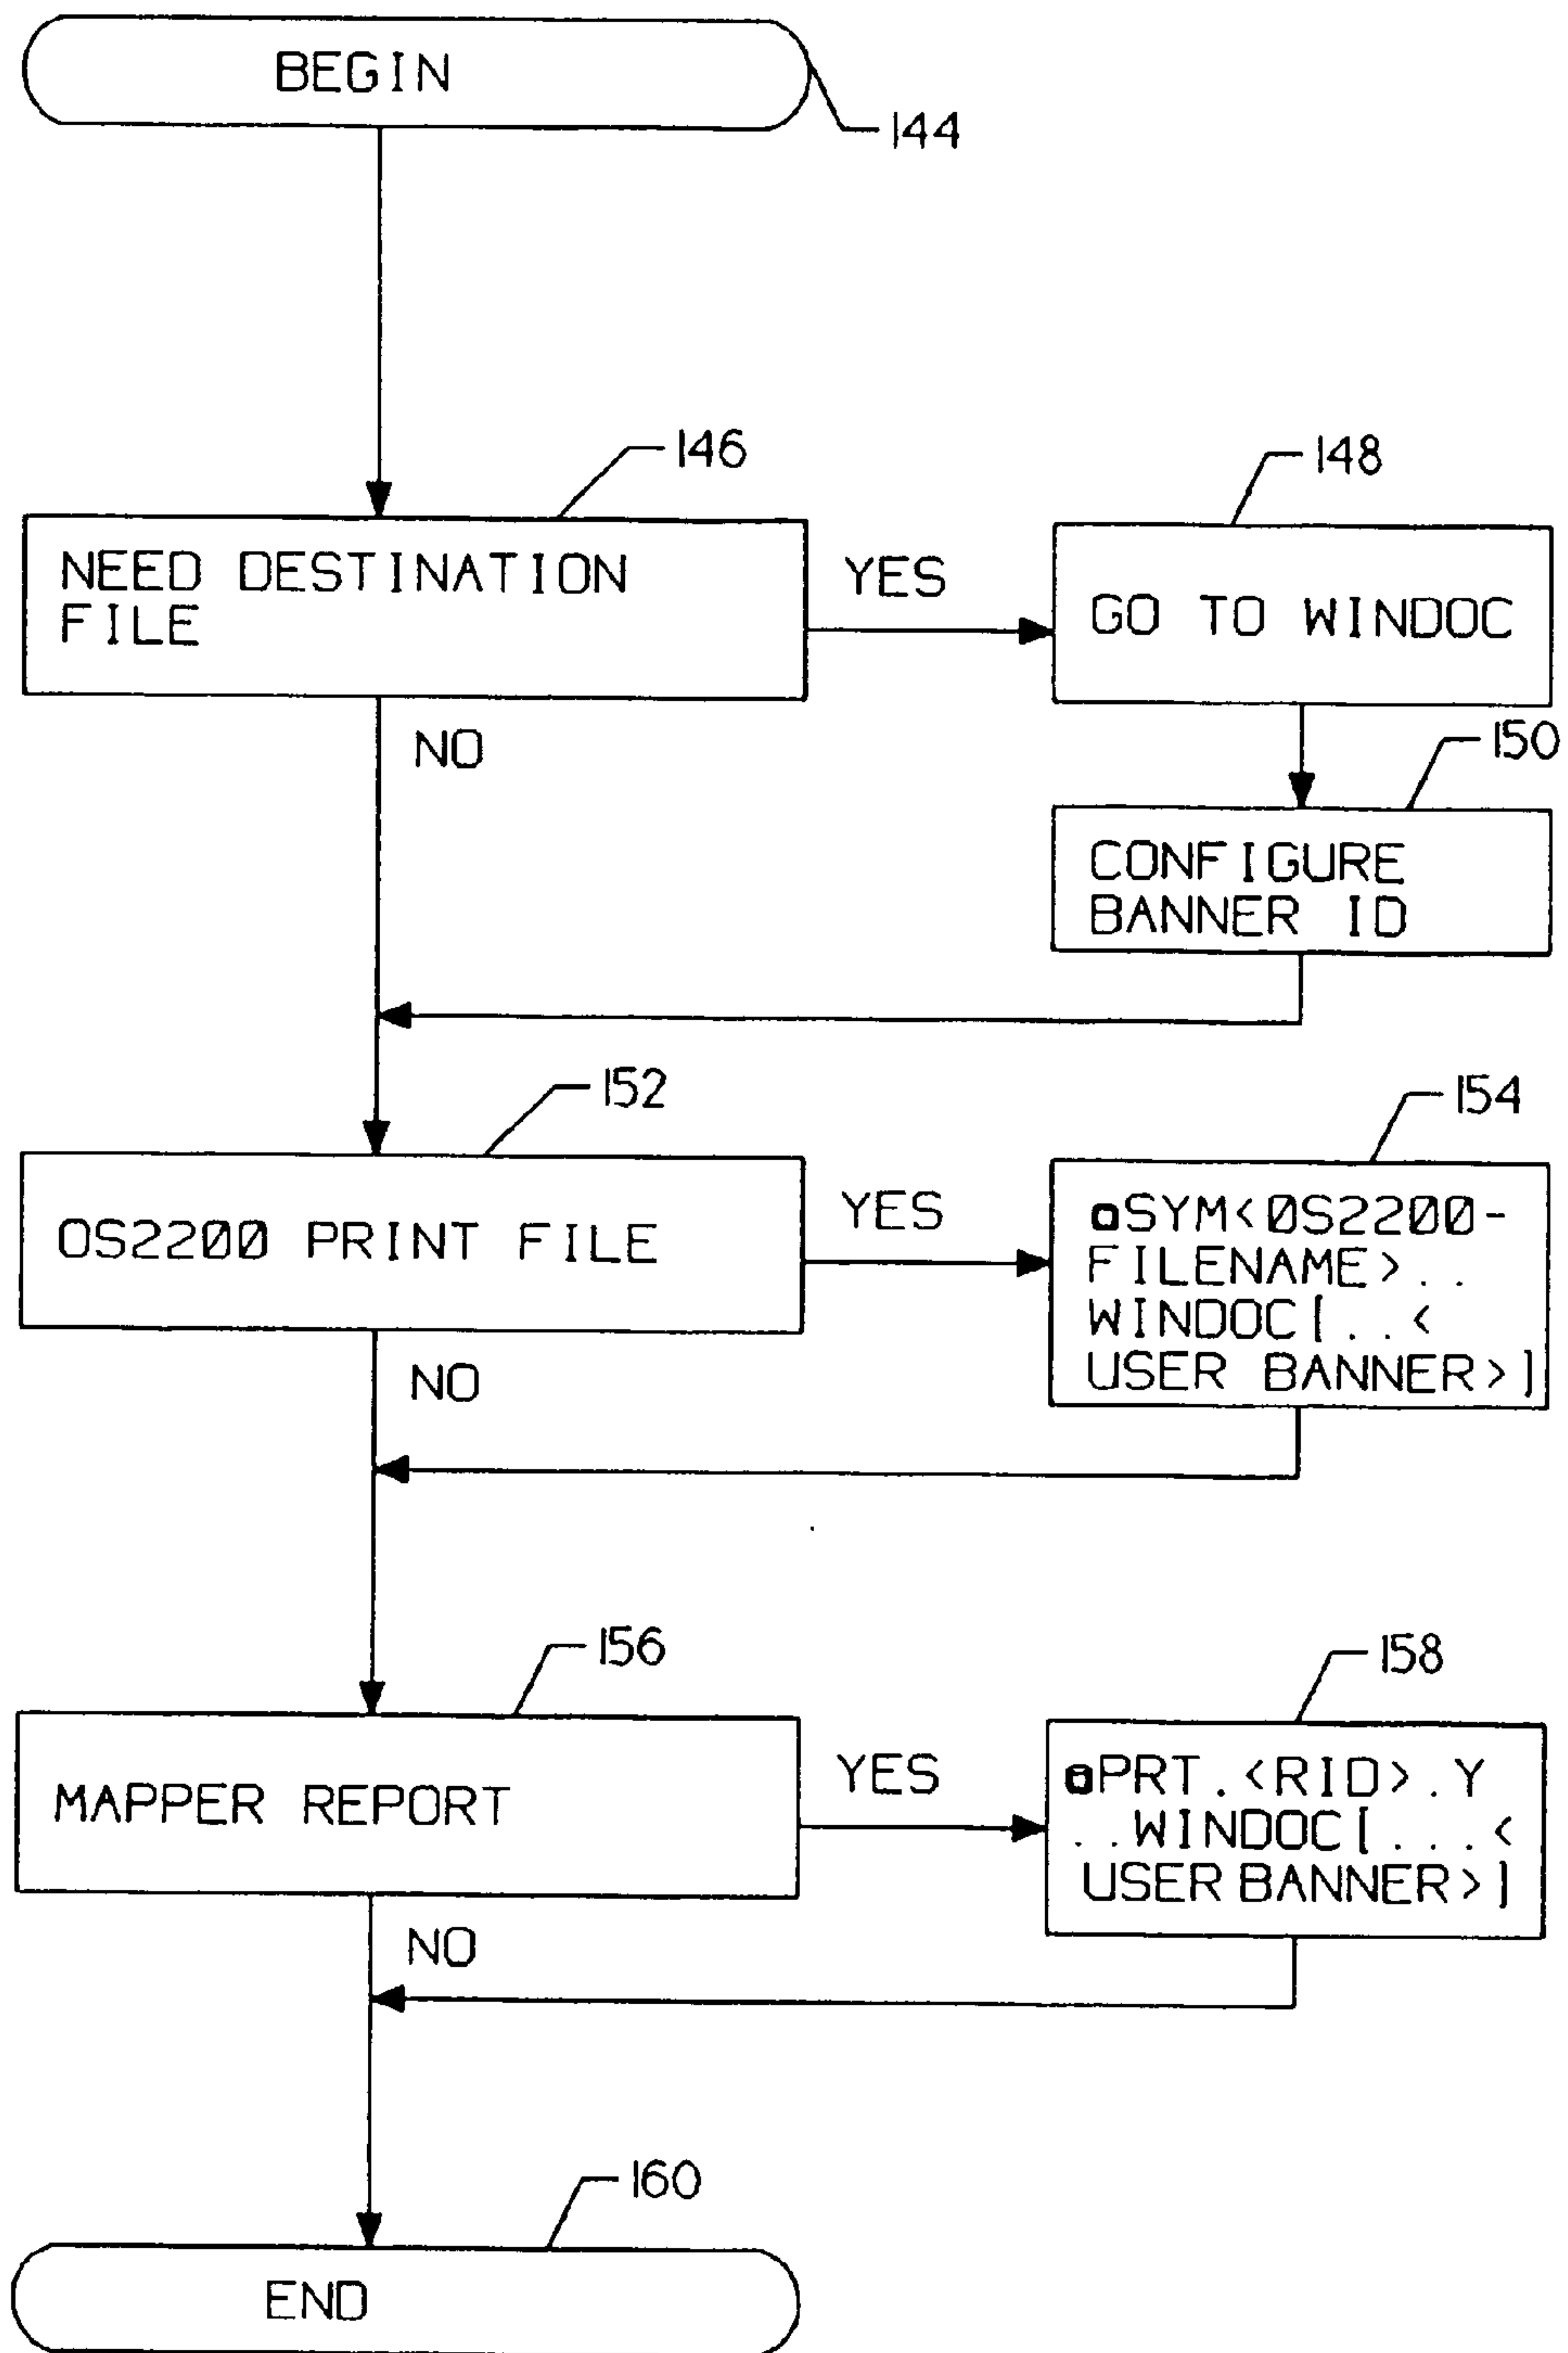 BEGIN
144
146
148
NEED DESTINATION
FILE
YES
GO TO WINDOC
NO
150
CONFIGURE
BANNER ID
152
154
OS2200 PRINT FILE
YES
@SYM<OS2200-
FILENAME>..
WINDOC[..<
USER BANNER>]
NO
156
158
MAPPER REPORT
YES
@PRT.<RID>.Y
..WINDOC[...<
USER BANNER>]
NO
160
END